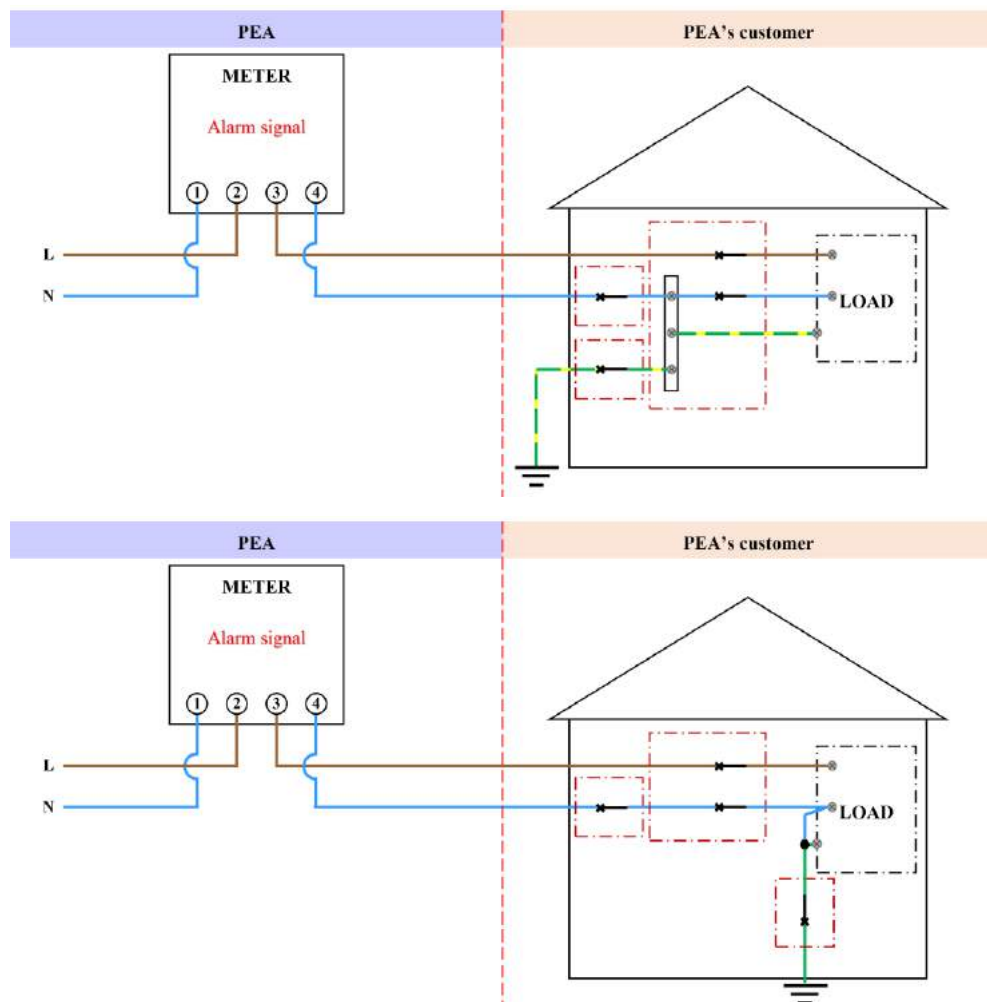 PEA
PEA's customer
METER
Alarm signal
1 2 3 4
L
N
LOAD
PEA
PEA's customer
METER
Alarm signal
1 2 3 4
L
N
LOAD